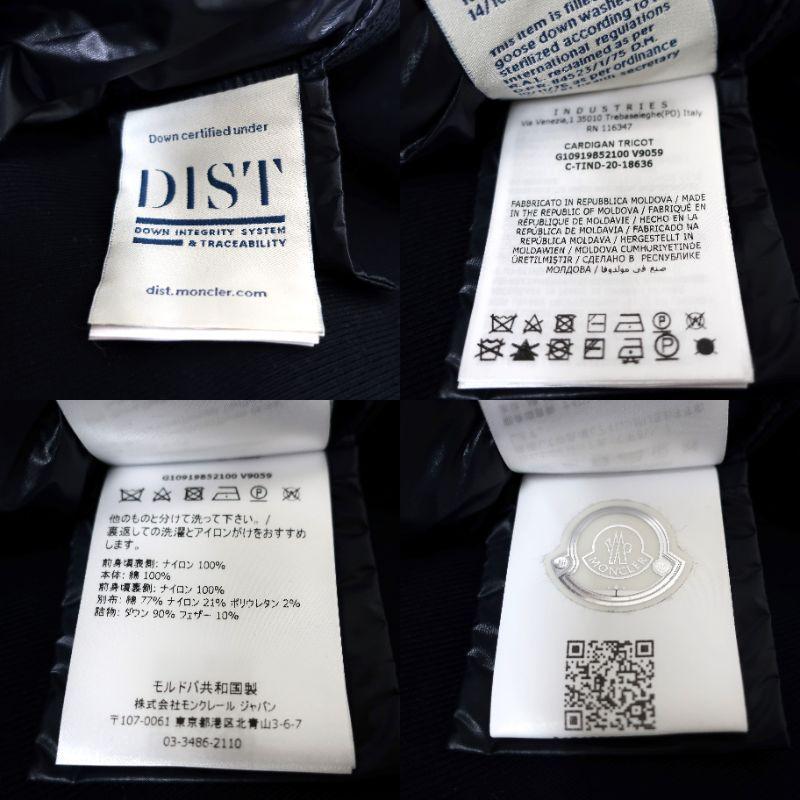 Down certified under
DIST
DOWN INTEGRITY SYSTEM
& TRACEABILITY
dist.moncler.com
This item is filled
goose down washed
sterilized according to
international regulations
reclaimed as per
INDUSTRIES
Via Venezia,1 35010 Trebaseleghe(PD) Italy
RN 116347
CARDIGAN TRICOT
G10919852100 V9059
C-TIND-20-18636
FABBRICATO IN REPUBBLICA MOLDOVA / MADE
IN THE REPUBLIC OF MOLDOVA / FABRIQUÉ EN
RÉPUBLIQUE DE MOLDAVIE / HECHO EN LA
REPÚBLICA DE MOLDAVIA / FABRICADO NA
REPÚBLICA MOLDAVA / HERGESTELLT IN
MOLDAWIEN / MOLDOVA CUMHURIYETINDE
ÜRETILMIŞTIR / СДЕЛАНО В РЕСПУБЛИКЕ
МОЛДОВА / صنع في مولدوفا
G10919852100 V9059
他のものと分けて洗って下さい。/
裏返しての洗濯とアイロンがけをおすすめ
します。
前身頃表側: ナイロン 100%
本体: 綿 100%
前身頃裏側: ナイロン 100%
別布: 綿 77% ナイロン 21% ポリウレタン 2%
詰物: ダウン 90% フェザー 10%
モルドバ共和国製
株式会社モンクレール ジャパン
〒107-0061 東京都港区北青山3-6-7
03-3486-2110
MONCLER